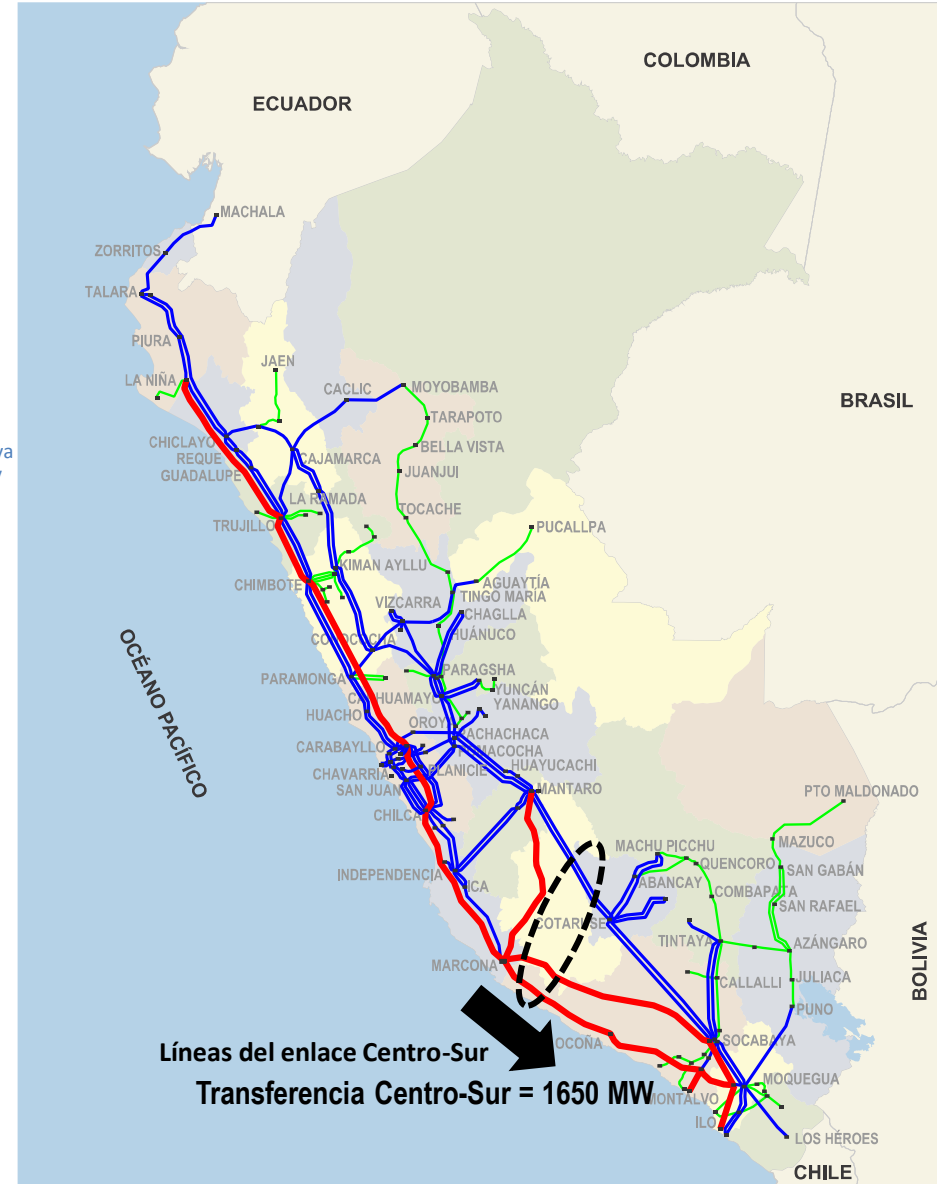 COLOMBIA
ECUADOR
MACHALA
ZORRITOS
TALARA
PIURA
JAEN
LA NIÑA
CACLIC
MOYOBAMBA
BRASIL
TARAPOTO
CHICLAYO
BELLA VISTA
REQUE
CAJAMARCA
GUADALUPE
JUANJUI
LA RAMADA
TOCACHE
TRUJILLO
PUCALLPA
KIMAN AYLLU
CHIMBOTE
AGUAYTÍA
TINGO MARÍA
VIZCARRA
CHAGLLA
HUÁNUCO
OCÉANO PACÍFICO
PARAGSHA
PARAMONGA
YUNCÁN
YANANGO
HUACHO
OROY
CARABAYLLO
HUAYUCACHI
CHAVARRIA
PLANICIE
SAN JUAN
MANTARO
PTO MALDONADO
CHILCA
MAZUCO
MACHU PICCHU
QUENCORO
SAN GABÁN
INDEPENDENCIA
ABANCAY
ICA
COMBAPATA
SAN RAFAEL
COTARUSE
TINTAYA
AZÁNGARO
MARCONA
CALLALLI
JULIACA
BOLIVIA
PUNO
OCOÑA
SOCABAYA
Líneas del enlace Centro-Sur
MOQUEGUA
Transferencia Centro-Sur = 1650 MW
MONTALVO
ILO
LOS HÉROES
CHILE